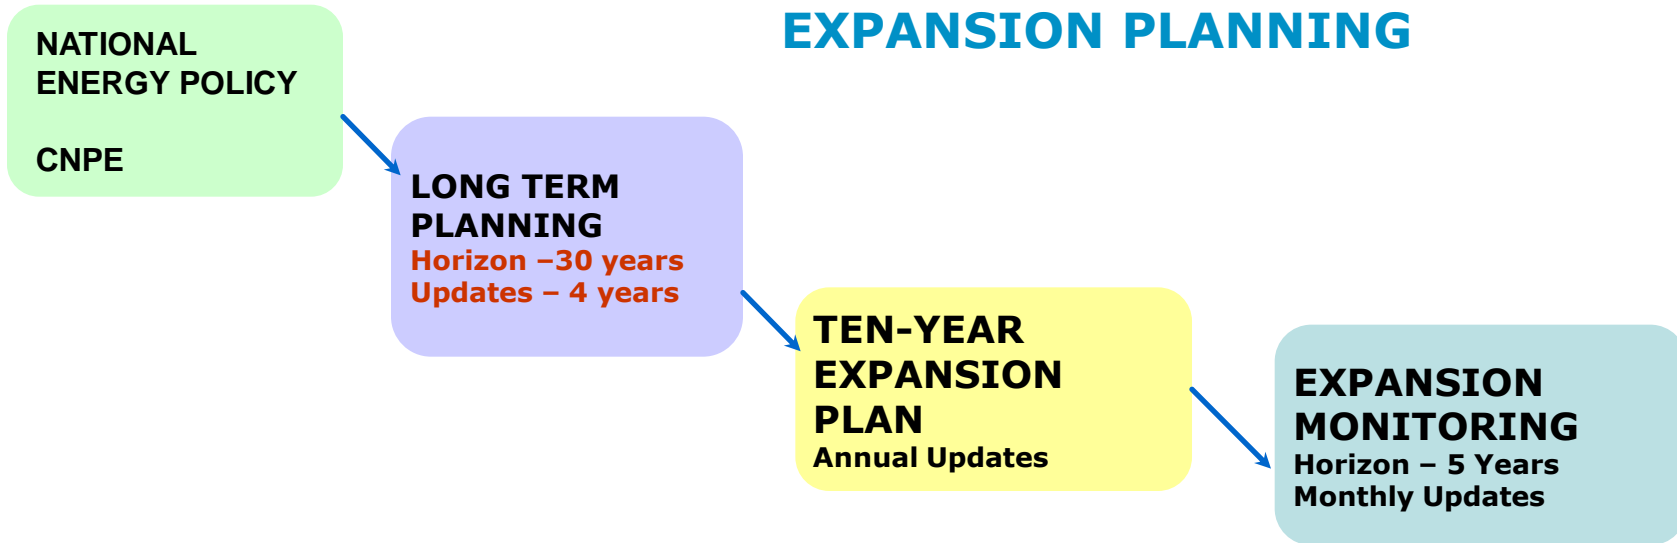 EXPANSION PLANNING
NATIONAL
ENERGY POLICY
CNPE
LONG TERM
PLANNING
Horizon –30 years
Updates – 4 years
TEN-YEAR
EXPANSION
PLAN
Annual Updates
EXPANSION
MONITORING
Horizon – 5 Years
Monthly Updates